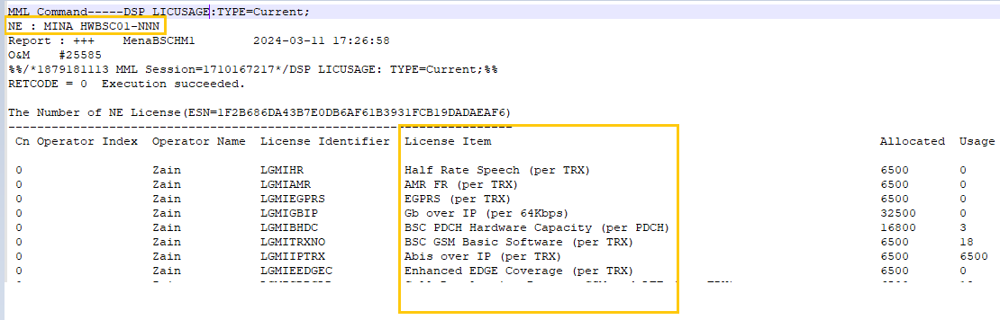 MML Command-----DSP LICUSAGE:TYPE=Current;
NE : MINA_HWBSC01-NNN
Report : +++    MenaBSCHM1        2024-03-11 17:26:58
O&M    #25585
%%/*1879181113 MML Session=1710167217*/DSP LICUSAGE: TYPE=Current;%%
RETCODE = 0  Execution succeeded.
The Number of NE License(ESN=1F2B686DA43B7E0DB6AF61B3931FCB19DADAEAF6)
----------------------------------------------------------------------
Cn Operator Index  Operator Name  License Identifier  License Item  Allocated  Usage
0  Zain  LGMIHR  Half Rate Speech (per TRX)  6500  0
0  Zain  LGMIAMR  AMR FR (per TRX)  6500  0
0  Zain  LGMIEGPRS  EGPRS (per TRX)  6500  0
0  Zain  LGMIGBIP  Gb over IP (per 64Kbps)  32500  0
0  Zain  LGMIBHDC  BSC PDCH Hardware Capacity (per PDCH)  16800  3
0  Zain  LGMITRXNO  BSC GSM Basic Software (per TRX)  6500  18
0  Zain  LGMIIPTRX  Abis over IP (per TRX)  6500  6500
0  Zain  LGMIEEDGEC  Enhanced EDGE Coverage (per TRX)  6500  0